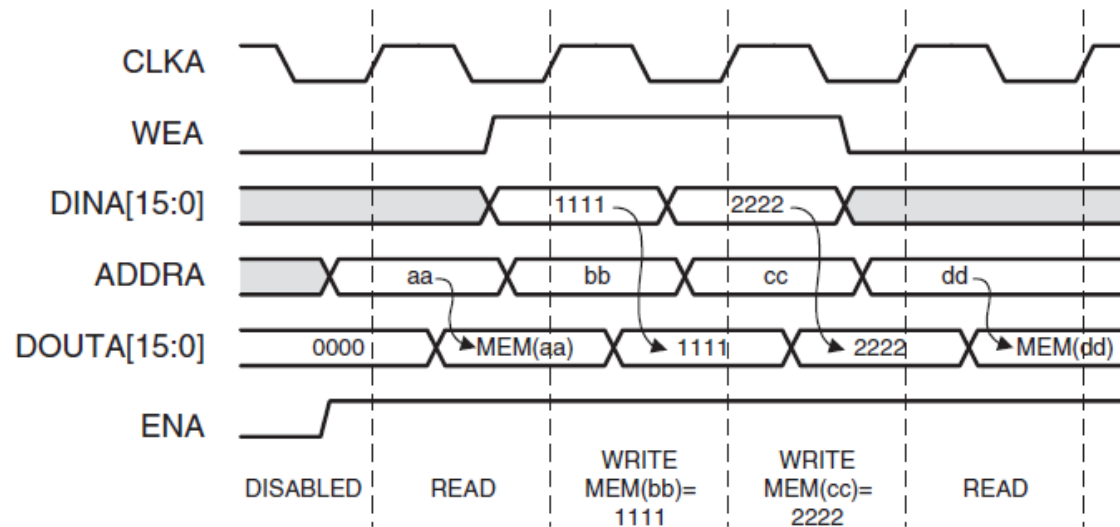 CLKA
WEA
DINA[15:0]
1111
2222
ADDRA
aa
bb
cc
dd
DOUTA[15:0]
0000
MEM(aa)
1111
2222
MEM(dd)
ENA
DISABLED
READ
WRITE
MEM(bb)=
1111
WRITE
MEM(cc)=
2222
READ